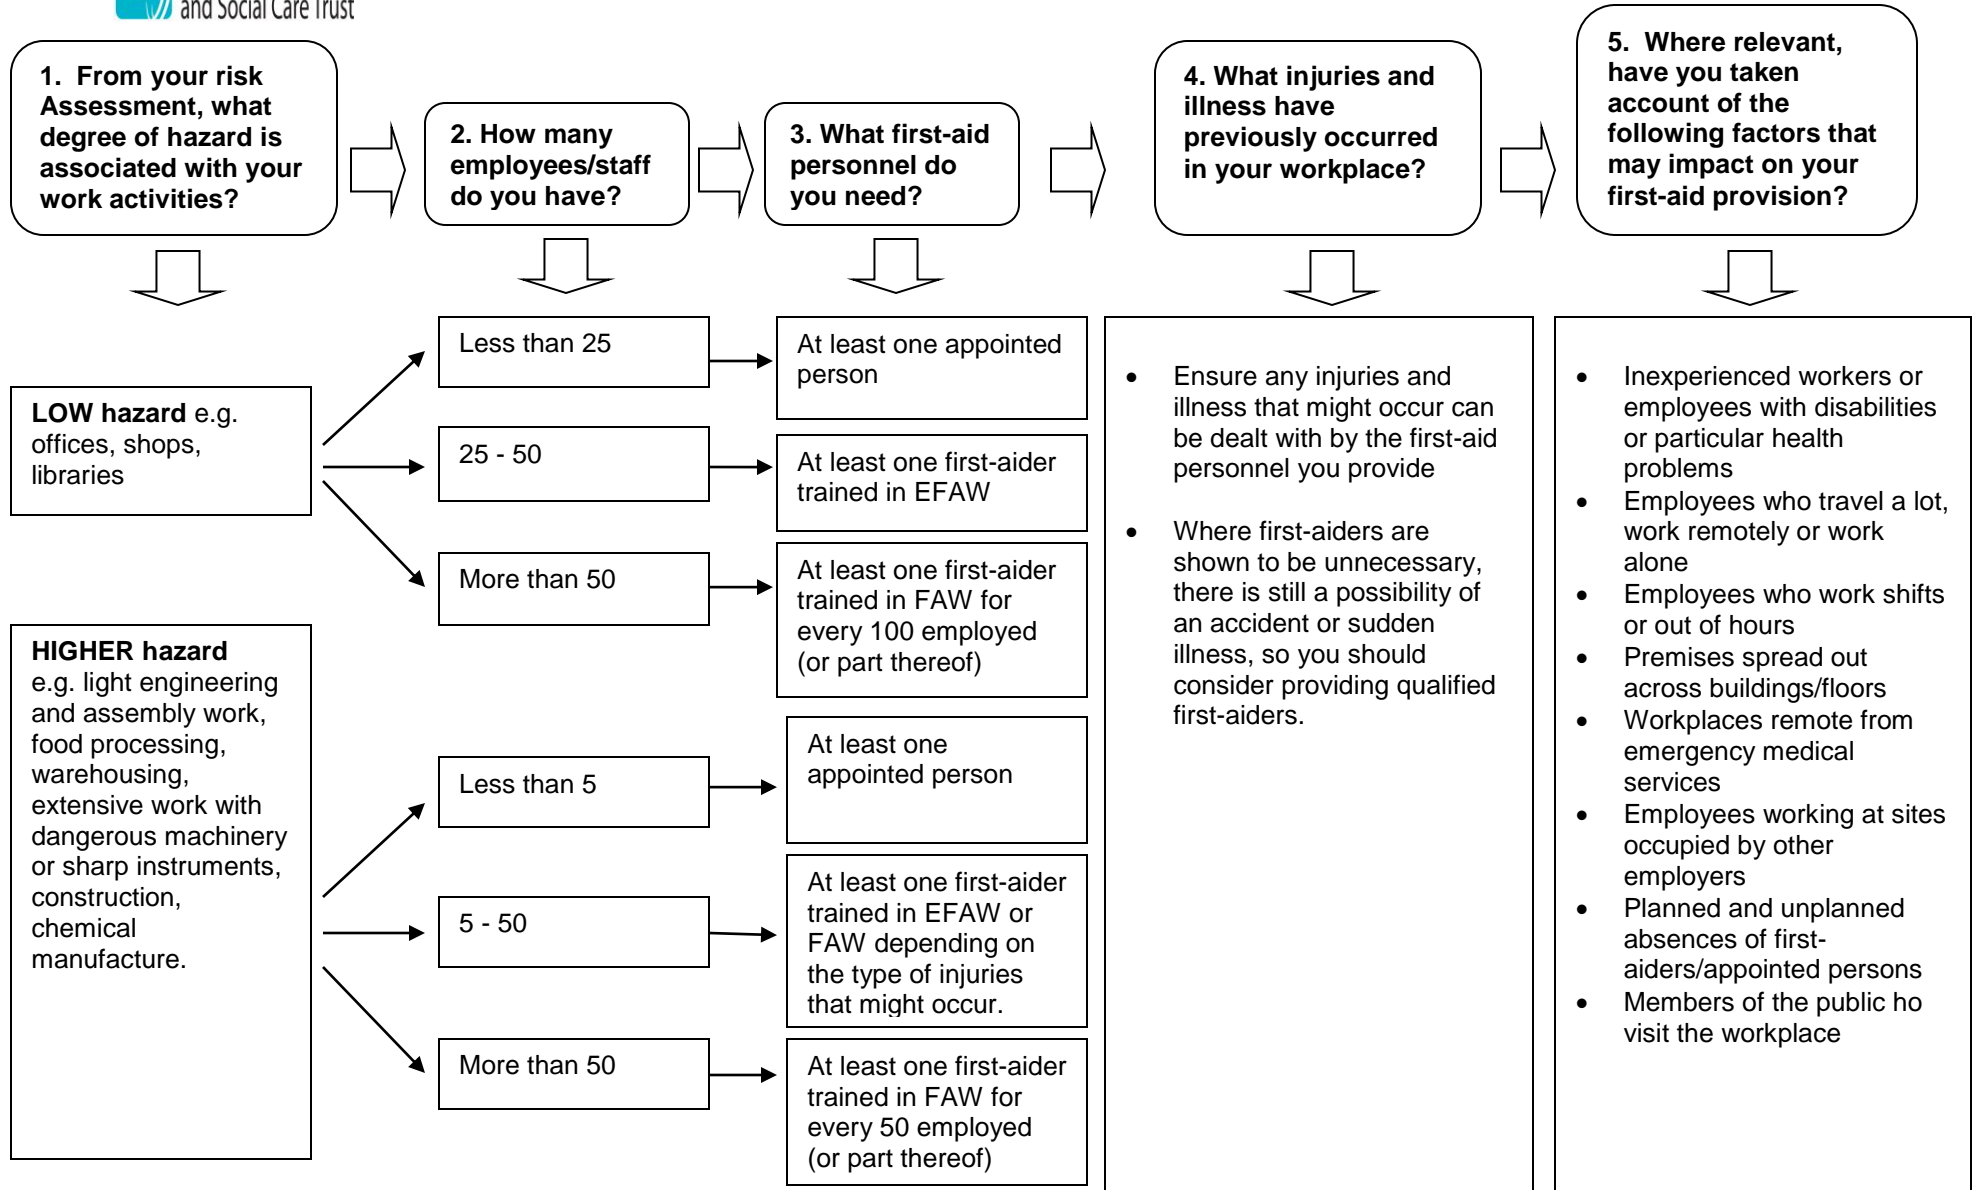 and Social Care Trust
1. From your risk
Assessment, what
degree of hazard is
associated with your
work activities?
2. How many
employees/staff
do you have?
3. What first-aid
personnel do
you need?
4. What injuries and
illness have
previously occurred
in your workplace?
5. Where relevant,
have you taken
account of the
following factors that
may impact on your
first-aid provision?
LOW hazard e.g.
offices, shops,
libraries
Less than 25
At least one appointed
person
25 - 50
At least one first-aider
trained in EFAW
More than 50
At least one first-aider
trained in FAW for
every 100 employed
(or part thereof)
HIGHER hazard
e.g. light engineering
and assembly work,
food processing,
warehousing,
extensive work with
dangerous machinery
or sharp instruments,
construction,
chemical
manufacture.
Less than 5
At least one
appointed person
5 - 50
At least one first-aider
trained in EFAW or
FAW depending on
the type of injuries
that might occur.
More than 50
At least one first-aider
trained in FAW for
every 50 employed
(or part thereof)
• Ensure any injuries and
illness that might occur can
be dealt with by the first-aid
personnel you provide
• Where first-aiders are
shown to be unnecessary,
there is still a possibility of
an accident or sudden
illness, so you should
consider providing qualified
first-aiders.
• Inexperienced workers or
employees with disabilities
or particular health
problems
• Employees who travel a lot,
work remotely or work
alone
• Employees who work shifts
or out of hours
• Premises spread out
across buildings/floors
• Workplaces remote from
emergency medical
services
• Employees working at sites
occupied by other
employers
• Planned and unplanned
absences of first-
aiders/appointed persons
• Members of the public ho
visit the workplace